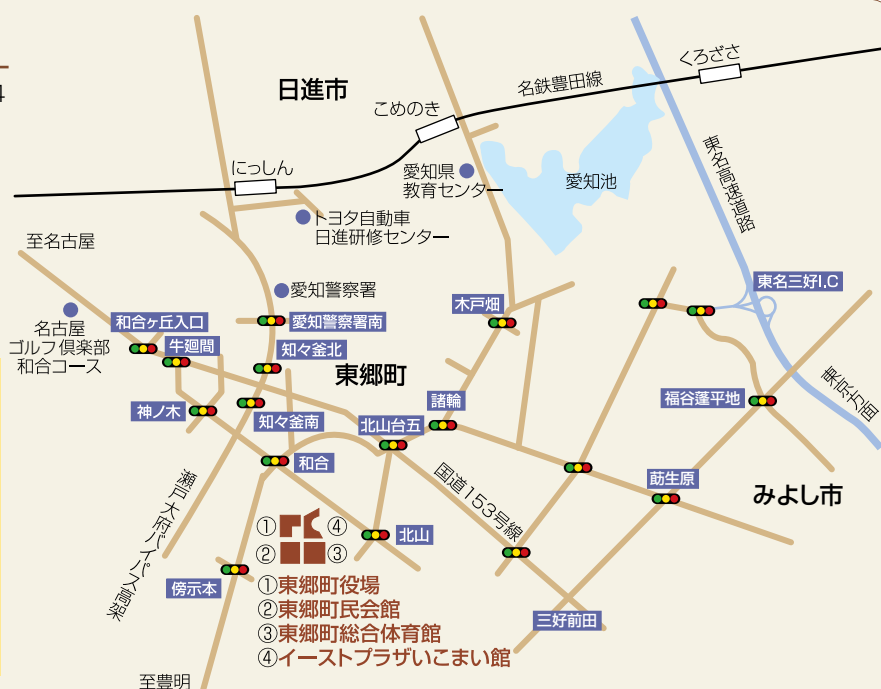 4
日進市
こめのき
名鉄豊田線
くろざさ
にっしん
愛知県
教育センター
愛知池
東名高速道路
トヨタ自動車
日進研修センター
至名古屋
愛知警察署
東名三好I.C
名古屋
ゴルフ倶楽部
和合コース
和合ヶ丘入口
愛知警察署南
木戸畑
牛廻間
知々釜北
東郷町
東京方面
神ノ木
知々釜南
北山台五
諸輪
福谷蓬平地
和合
国道153号線
莇生原
みよし市
瀬戸大府バイパス高架
①
④
②
③
北山
傍示本
①東郷町役場
②東郷町民会館
③東郷町総合体育館
④イーストプラザいこまい館
三好前田
至豊明